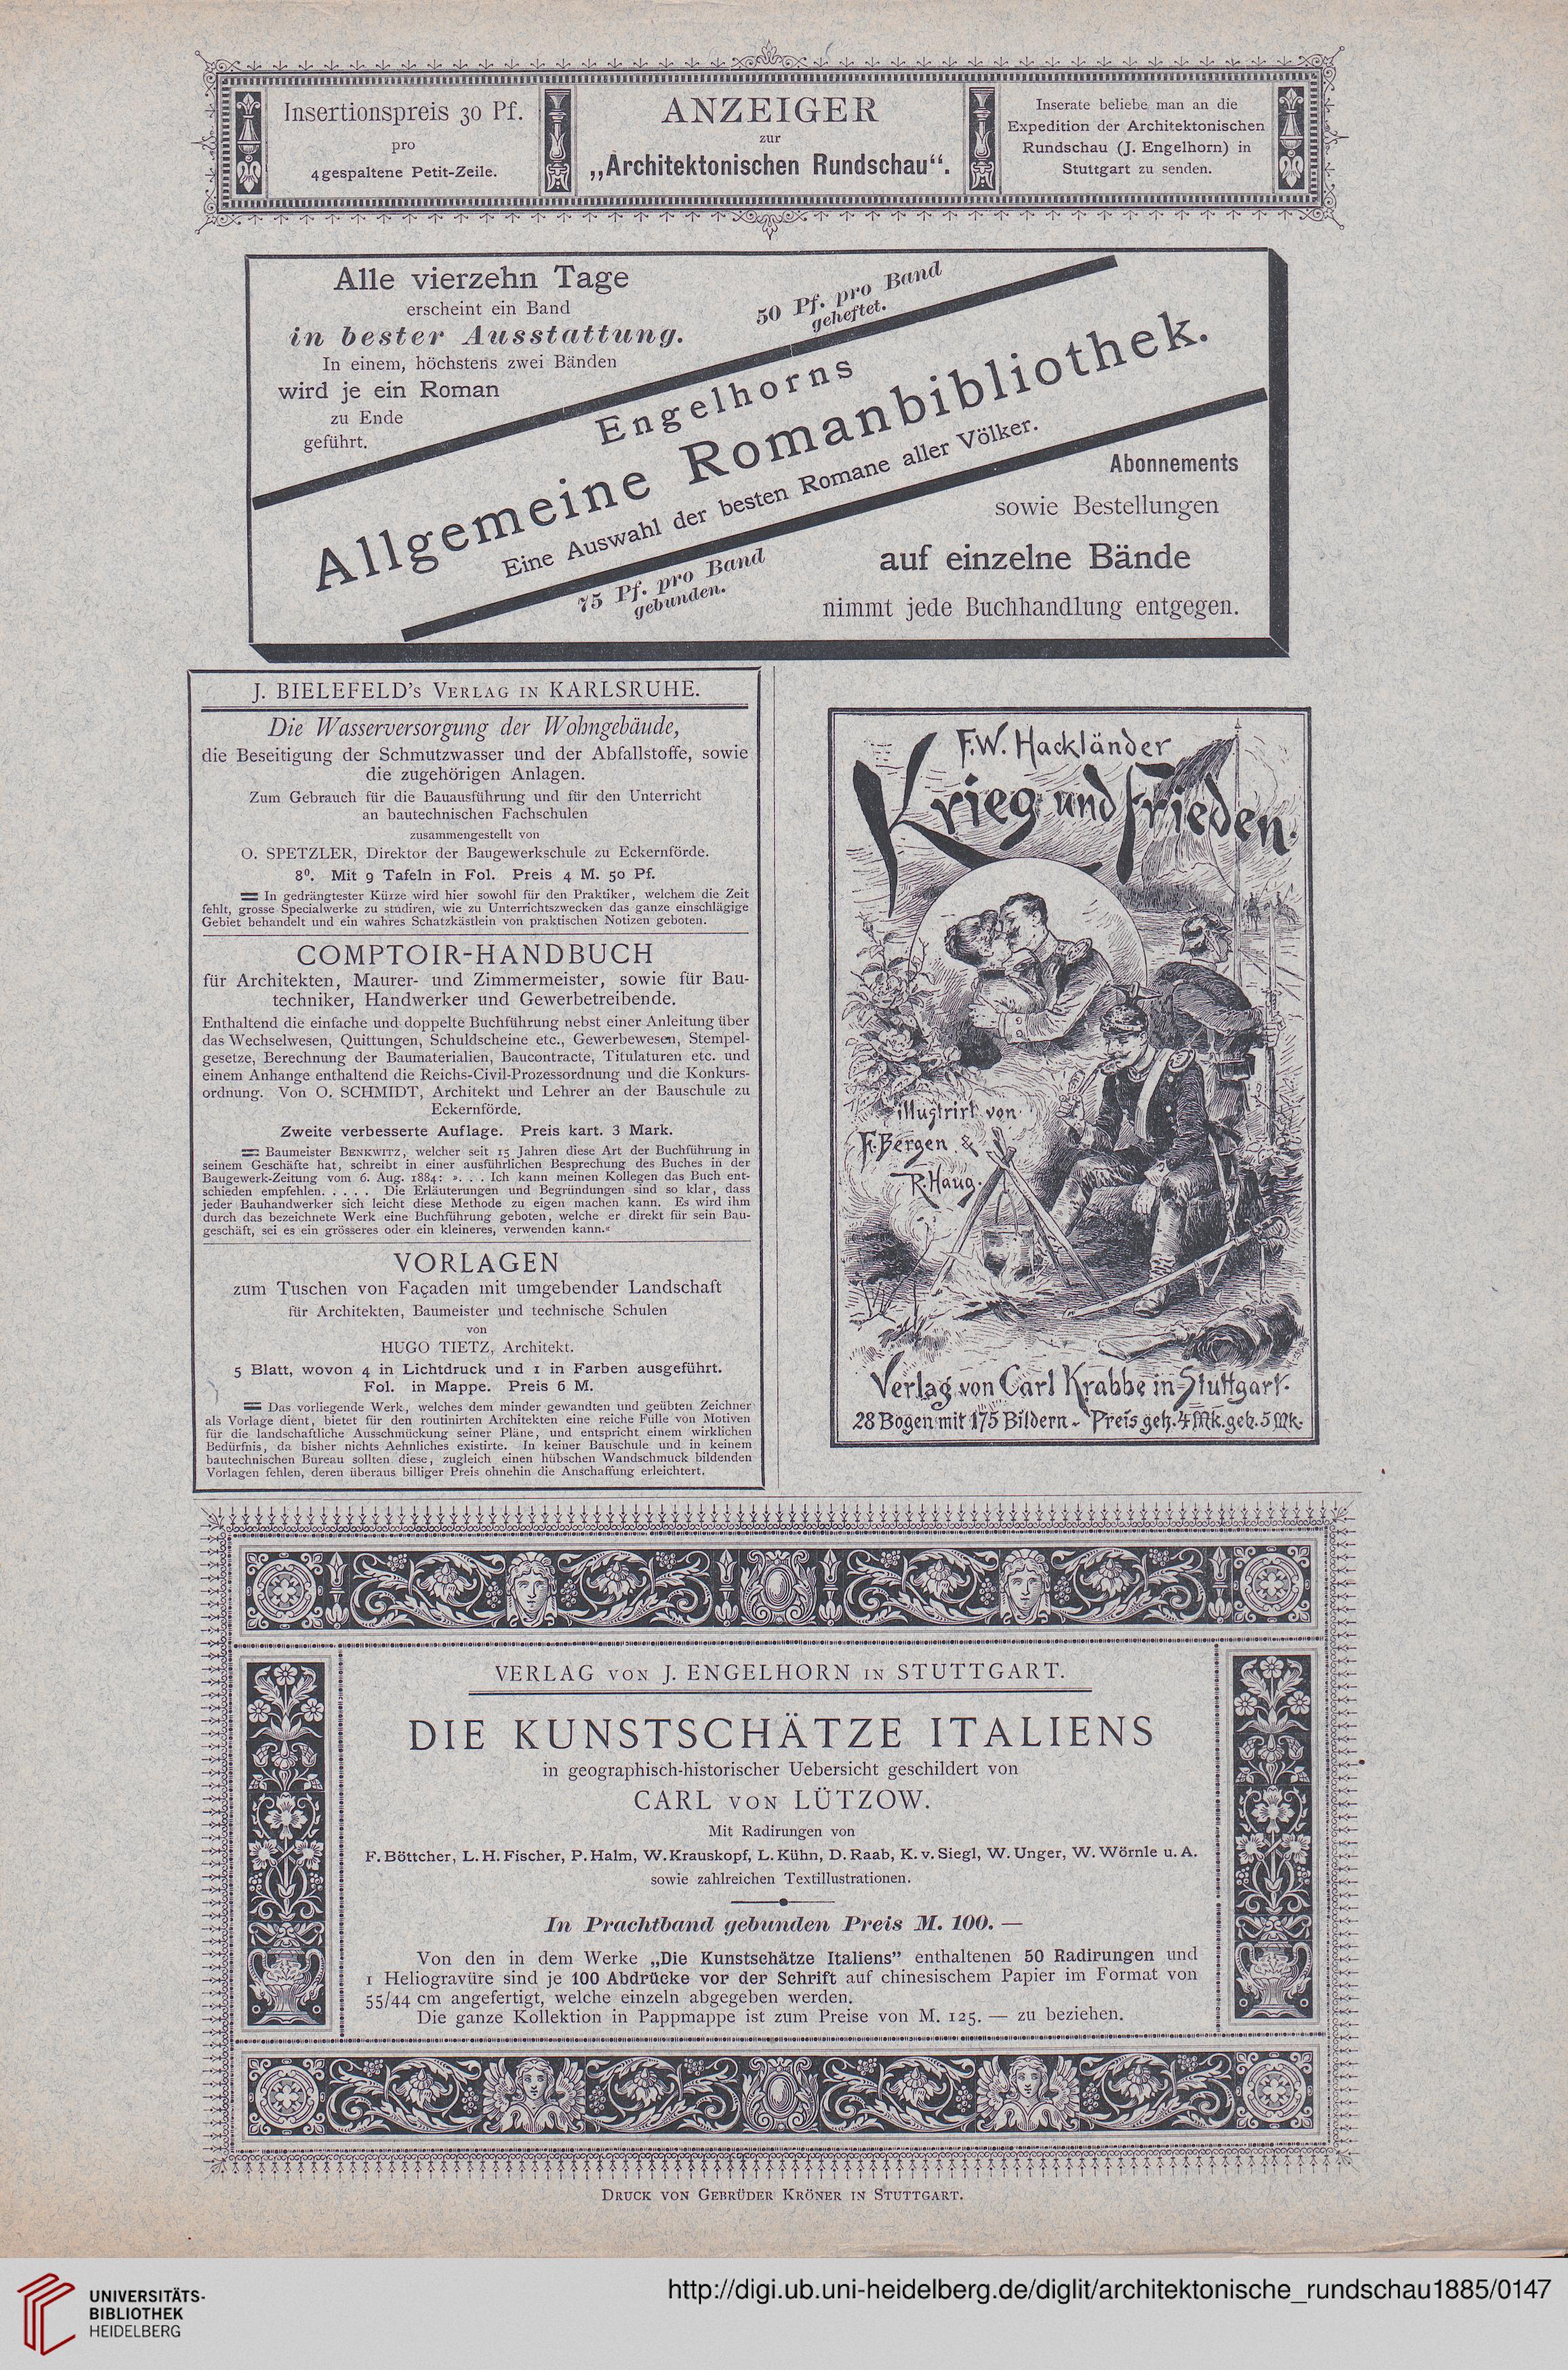 Insertionspreis 30 Pf.
pro
4gespaltene Petit-Zeile.
ANZEIGER
zur
„Architektonischen Rundschau“.
Inserate beliebe man an die
Expedition der Architektonischen
Rundschau (J. Engelhorn) in
Stuttgart zu senden.
Alle vierzehn Tage
erscheint ein Band
in bester Ausstattung.
In einem, höchstens zwei Bänden
wird je ein Roman
zu Ende
geführt.
50 Pf. pro Band
geheftet.
Engelhorns
Allgemeine Romanbibliothek.
Eine Auswahl der besten Romane aller Völker.
75 Pf. pro Band
gebunden.
Abonnements
sowie Bestellungen
auf einzelne Bände
nimmt jede Buchhandlung entgegen.
J. BIELEFELD's VERLAG IN KARLSRUHE.
Die Wasserversorgung der Wohngebäude,
die Beseitigung der Schmutzwasser und der Abfallstoffe, sowie
die zugehörigen Anlagen.
Zum Gebrauch für die Bauausführung und für den Unterricht
an bautechnischen Fachschulen
zusammengestellt von
O. SPETZLER, Direktor der Baugewerkschule zu Eckernförde.
8⁰. Mit 9 Tafeln in Fol. Preis 4 M. 50 Pf.
In gedrängtester Kürze wird hier sowohl für den Praktiker, welchem die Zeit
fehlt, grosse Specialwerke zu studiren, wie zu Unterrichtszwecken das ganze einschlägige
Gebiet behandelt und ein wahres Schatzkästlein von praktischen Notizen geboten.
COMPTOIR-HANDBUCH
für Architekten, Maurer- und Zimmermeister, sowie für Bau-
techniker, Handwerker und Gewerbetreibende.
Enthaltend die einfache und doppelte Buchführung nebst einer Anleitung über
das Wechselwesen, Quittungen, Schuldscheine etc., Gewerbewesen, Stempel-
gesetze, Berechnung der Baumaterialien, Baucontracte, Titulaturen etc. und
einem Anhange enthaltend die Reichs-Civil-Prozessordnung und die Konkurs-
ordnung. Von O. SCHMIDT, Architekt und Lehrer an der Bauschule zu
Eckernförde.
Zweite verbesserte Auflage. Preis kart. 3 Mark.
Baumeister BENKWITZ, welcher seit 15 Jahren diese Art der Buchführung in
seinem Geschäfte hat, schreibt in einer ausführlichen Besprechung des Buches in der
Baugewerk-Zeitung vom 6. Aug. 1884: ». . . Ich kann meinen Kollegen das Buch ent-
schieden empfehlen. . . . . Die Erläuterungen und Begründungen sind so klar, dass
jeder Bauhandwerker sich leicht diese Methode zu eigen machen kann. Es wird ihm
durch das bezeichnete Werk eine Buchführung geboten, welche er direkt für sein Bau-
geschäft, sei es ein grösseres oder ein kleineres, verwenden kann.«
VORLAGEN
zum Tuschen von Façaden mit umgebender Landschaft
für Architekten, Baumeister und technische Schulen
von
HUGO TIETZ, Architekt.
5 Blatt, wovon 4 in Lichtdruck und 1 in Farben ausgeführt.
Fol. in Mappe. Preis 6 M.
Das vorliegende Werk, welches dem minder gewandten und geübten Zeichner
als Vorlage dient, bietet für den routinirten Architekten eine reiche Fülle von Motiven
für die landschaftliche Ausschmückung seiner Pläne, und entspricht einem wirklichen
Bedürfnis, da bisher nichts Aehnliches existirte. In keiner Bauschule und in keinem
bautechnischen Bureau sollten diese, zugleich einen hübschen Wandschmuck bildenden
Vorlagen fehlen, deren überaus billiger Preis ohnehin die Anschaffung erleichtert.
F.W. Hackländer
Krieg und Frieden.
illustrirt von
F. Bergen &
R. Haug.
Verlag von Carl Krabbe in Stuttgart.
28 Bogen mit 175 Bildern. Preis geh. 4 Mk. geb. 5 Mk.
VERLAG VON J. ENGELHORN IN STUTTGART.
DIE KUNSTSCHÄTZE ITALIENS
in geographisch-historischer Uebersicht geschildert von
CARL VON LÜTZOW.
Mit Radirungen von
F. Böttcher, L. H. Fischer, P. Halm, W. Krauskopf, L. Kühn, D. Raab, K. v. Siegl, W. Unger, W. Wörnle u. A.
sowie zahlreichen Textillustrationen.
In Prachtband gebunden Preis M. 100. —
Von den in dem Werke „Die Kunstschätze Italiens” enthaltenen 50 Radirungen und
1 Heliogravüre sind je 100 Abdrücke vor der Schrift auf chinesischem Papier im Format von
55/44 cm angefertigt, welche einzeln abgegeben werden.
Die ganze Kollektion in Pappmappe ist zum Preise von M. 125. — zu beziehen.
DRUCK VON GEBRÜDER KRÖNER IN STUTTGART.
UNIVERSITÄTS-
BIBLIOTHEK
HEIDELBERG
http://digi.ub.uni-heidelberg.de/diglit/architektonische_rundschau1885/0147